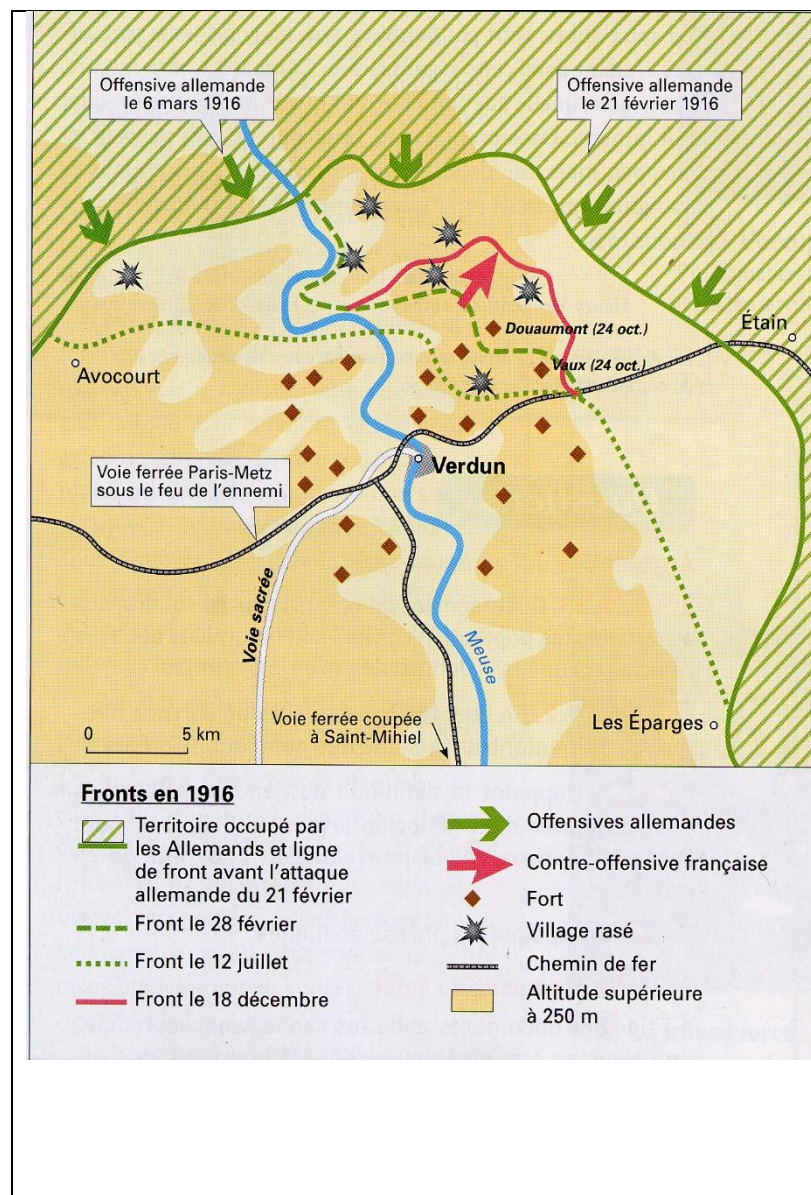 Offensive allemande
le 6 mars 1916
Offensive allemande
le 21 février 1916
Douaumont (24 oct.)
Étain
Vaux (24 oct.)
Avocourt
Verdun
Voie ferrée Paris-Metz
sous le feu de l'ennemi
Voie sacrée
Meuse
Voie ferrée coupée
à Saint-Mihiel
Les Éparges
0 5 km
Fronts en 1916
Territoire occupé par
les Allemands et ligne
de front avant l'attaque
allemande du 21 février
Front le 28 février
Front le 12 juillet
Front le 18 décembre
Offensives allemandes
Contre-offensive française
Fort
Village rasé
Chemin de fer
Altitude supérieure
à 250 m